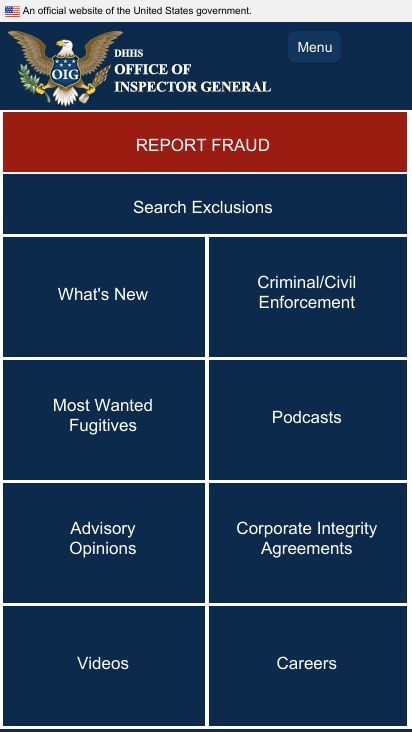 An official website of the United States government.
OIG
DHHS
OFFICE OF
INSPECTOR GENERAL
Menu
REPORT FRAUD
Search Exclusions
What's New
Criminal/Civil
Enforcement
Most Wanted
Fugitives
Podcasts
Advisory
Opinions
Corporate Integrity
Agreements
Videos
Careers